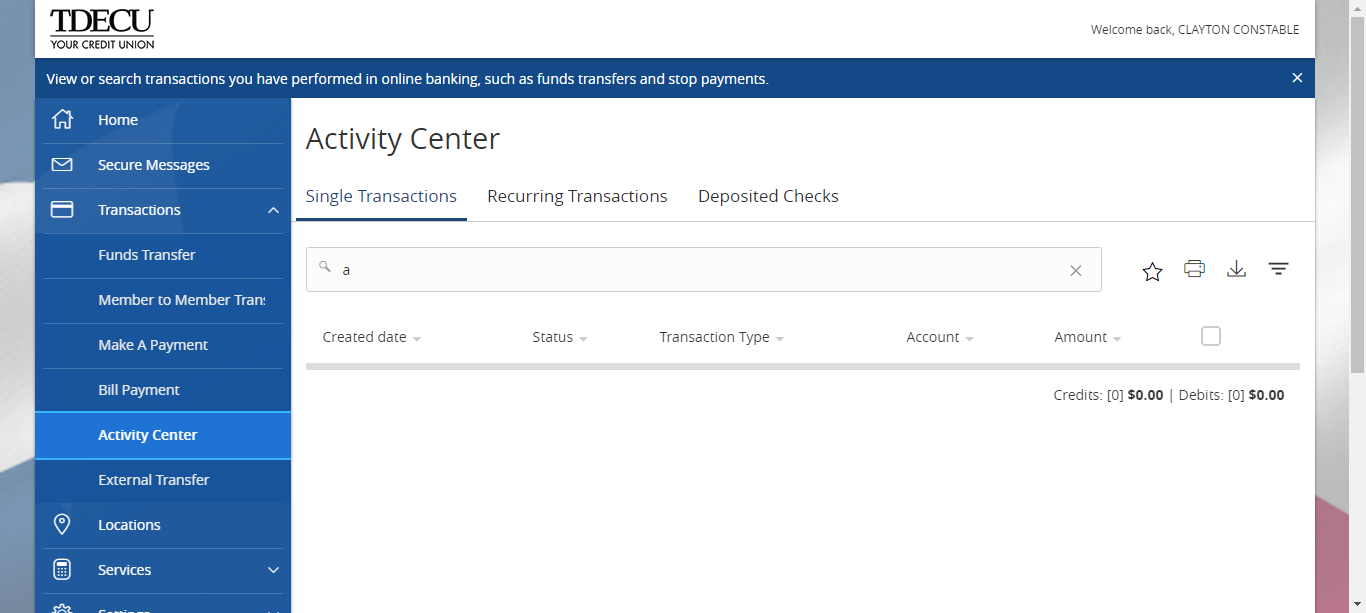 TDECU
YOUR CREDIT UNION
Welcome back, CLAYTON CONSTABLE
View or search transactions you have performed in online banking, such as funds transfers and stop payments.
Home
Secure Messages
Transactions
Funds Transfer
Member to Member Tran
Make A Payment
Bill Payment
Activity Center
External Transfer
Locations
Services
Settings
Activity Center
Single Transactions Recurring Transactions Deposited Checks
a
Created date Status Transaction Type Account Amount
Credits: [0] $0.00 | Debits: [0] $0.00